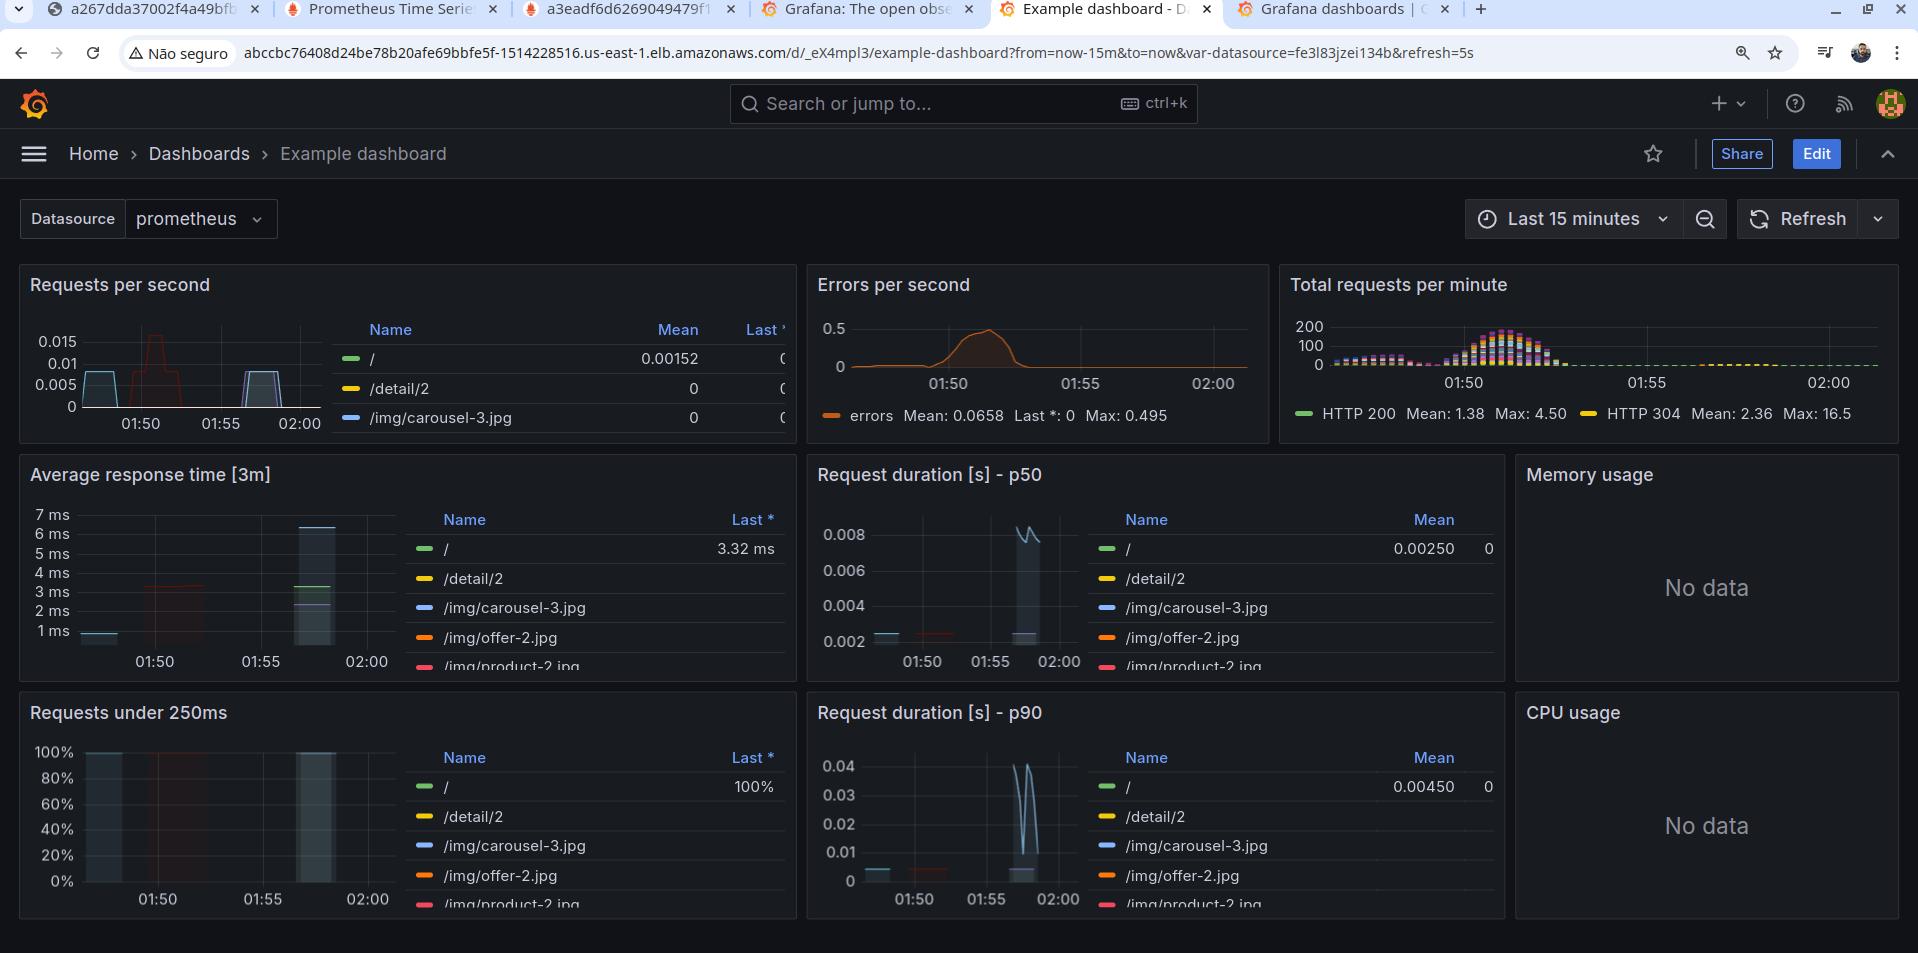 a267dda37002f4a49bfb
Prometheus Time Serie
a3eadf6d6269049479f1
Grafana: The open obse
Example dashboard - D
Grafana dashboards |
Não seguro
abccbc76408d24be78b20afe69bbfe5f-1514228516.us-east-1.elb.amazonaws.com/d/_eX4mpl3/example-dashboard?from=now-15m&to=now&var-datasource=fe3l83jzei134b&refresh=5s
Search or jump to... ctrl+k
Home › Dashboards › Example dashboard
Share
Edit
Datasource prometheus
Last 15 minutes
Refresh
Requests per second
0.015
0.01
0.005
0
01:50 01:55 02:00
Name Mean Last *
/ 0.00152 0
/detail/2 0 0
/img/carousel-3.jpg 0 0
Errors per second
0.5
0
01:50 01:55 02:00
errors Mean: 0.0658 Last *: 0 Max: 0.495
Total requests per minute
200
100
0
01:50 01:55 02:00
HTTP 200 Mean: 1.38 Max: 4.50 HTTP 304 Mean: 2.36 Max: 16.5
Average response time [3m]
7 ms
6 ms
5 ms
4 ms
3 ms
2 ms
1 ms
01:50 01:55 02:00
Name Last *
/ 3.32 ms
/detail/2
/img/carousel-3.jpg
/img/offer-2.jpg
/img/product-2.jpg
Request duration [s] - p50
0.008
0.006
0.004
0.002
01:50 01:55 02:00
Name Mean
/ 0.00250 0
/detail/2
/img/carousel-3.jpg
/img/offer-2.jpg
/img/product-2.jpg
Memory usage
No data
Requests under 250ms
100%
80%
60%
40%
20%
0%
01:50 01:55 02:00
Name Last *
/ 100%
/detail/2
/img/carousel-3.jpg
/img/offer-2.jpg
/img/product-2.jpg
Request duration [s] - p90
0.04
0.03
0.02
0.01
0
01:50 01:55 02:00
Name Mean
/ 0.00450 0
/detail/2
/img/carousel-3.jpg
/img/offer-2.jpg
/img/product-2.jpg
CPU usage
No data